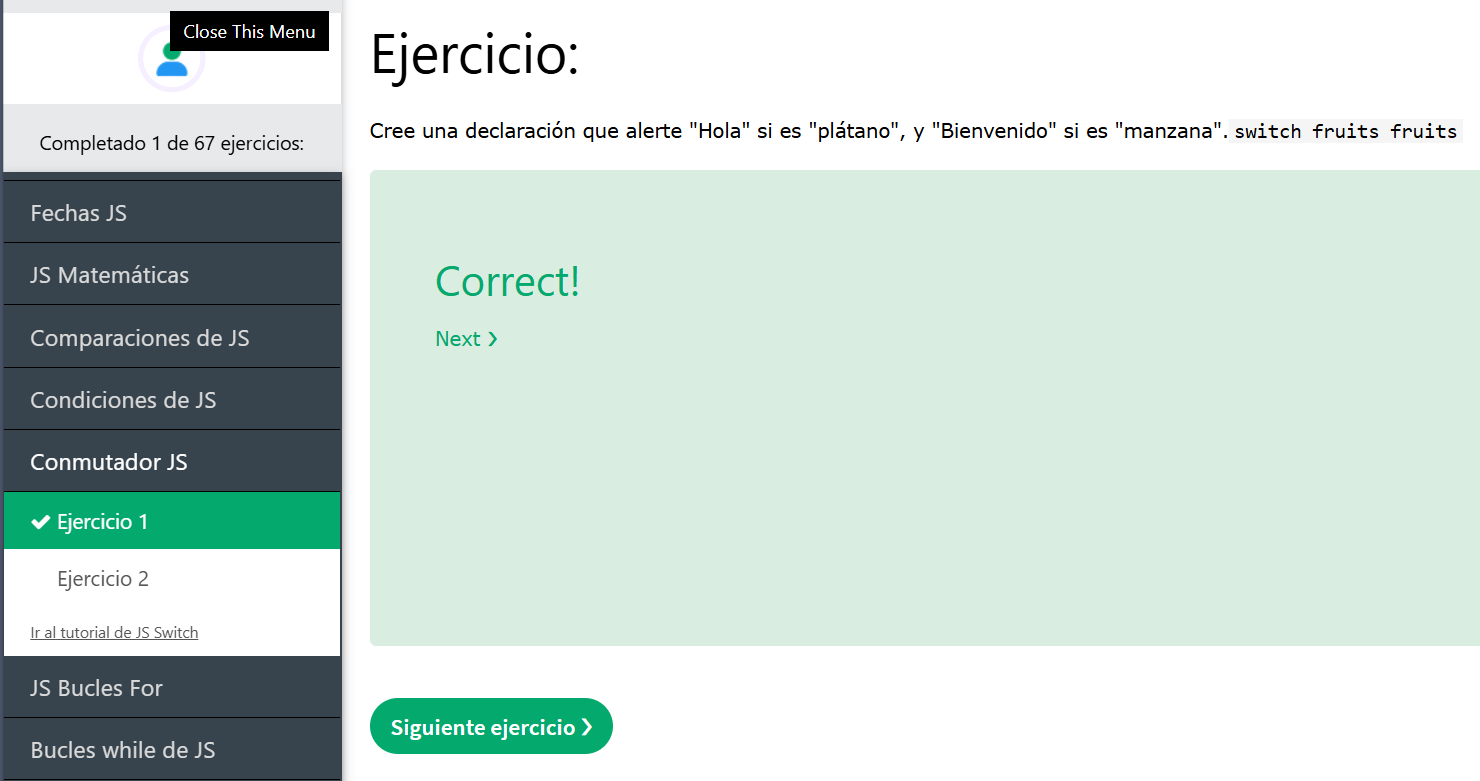 Close This Menu
Completado 1 de 67 ejercicios:
Fechas JS
JS Matemáticas
Comparaciones de JS
Condiciones de JS
Conmutador JS
Ejercicio 1
Ejercicio 2
Ir al tutorial de JS Switch
JS Bucles For
Bucles while de JS
Ejercicio:
Cree una declaración que alerte "Hola" si es "plátano", y "Bienvenido" si es "manzana". switch fruits fruits
Correct!
Next ❯
Siguiente ejercicio ❯